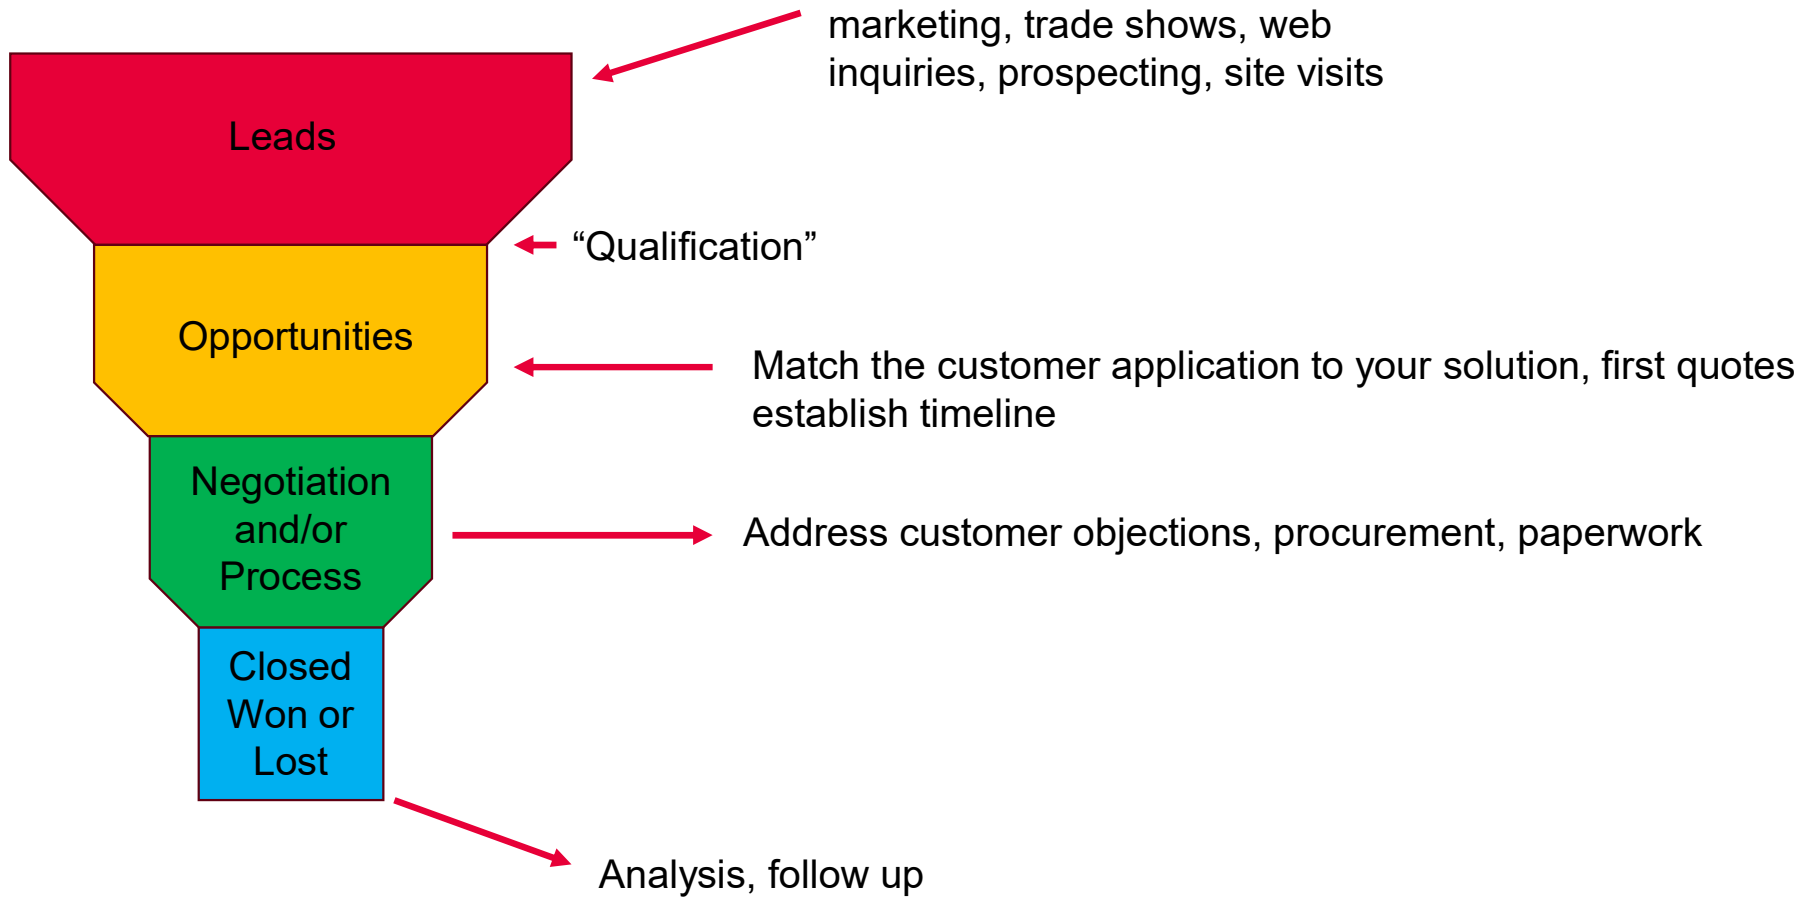 marketing, trade shows, web
inquiries, prospecting, site visits
Leads
“Qualification”
Opportunities
Match the customer application to your solution, first quotes
establish timeline
Negotiation
and/or
Process
Address customer objections, procurement, paperwork
Closed
Won or
Lost
Analysis, follow up